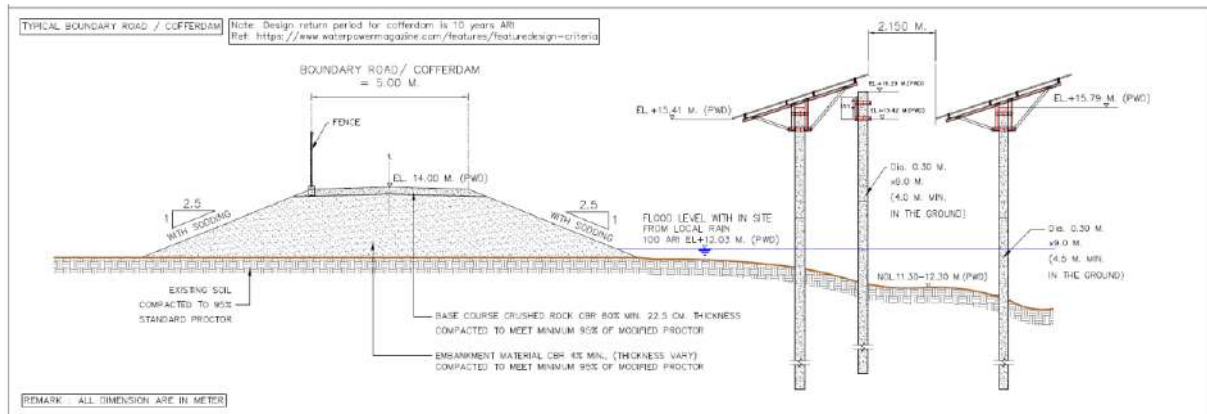 TYPICAL BOUNDARY ROAD / COFFERDAM
Note: Design return period for cofferdam is 10 years ARI
Ref: https://www.waterpowermagazine.com/features/featuredesign-criteria
BOUNDARY ROAD/ COFFERDAM
= 5.00 M.
FENCE
EL. 14.00 M. (PWD)
2.5
1
WITH SODDING
2.5
1
WITH SODDING
EXISTING SOIL
COMPACTED TO 95%
STANDARD PROCTOR
BASE COURSE CRUSHED ROCK CBR 80% MIN. 22.5 CM. THICKNESS
COMPACTED TO MEET MINIMUM 95% OF MODIFIED PROCTOR
EMBANKMENT MATERIAL CBR 4% MIN., (THICKNESS VARY)
COMPACTED TO MEET MINIMUM 95% OF MODIFIED PROCTOR
FLOOD LEVEL WITH IN SITE
FROM LOCAL RAIN
100 ARI EL+12.03 M. (PWD)
2.150 M.
EL.+15.41 M. (PWD)
EL.+15.79 M. (PWD)
Dia. 0.30 M.
x9.0 M.
(4.0 M. MIN.
IN THE GROUND)
Dia. 0.30 M.
x9.0 M.
(4.5 M. MIN.
IN THE GROUND)
NGL.11.30-12.30 M.(PWD)
REMARK : ALL DIMENSION ARE IN METER